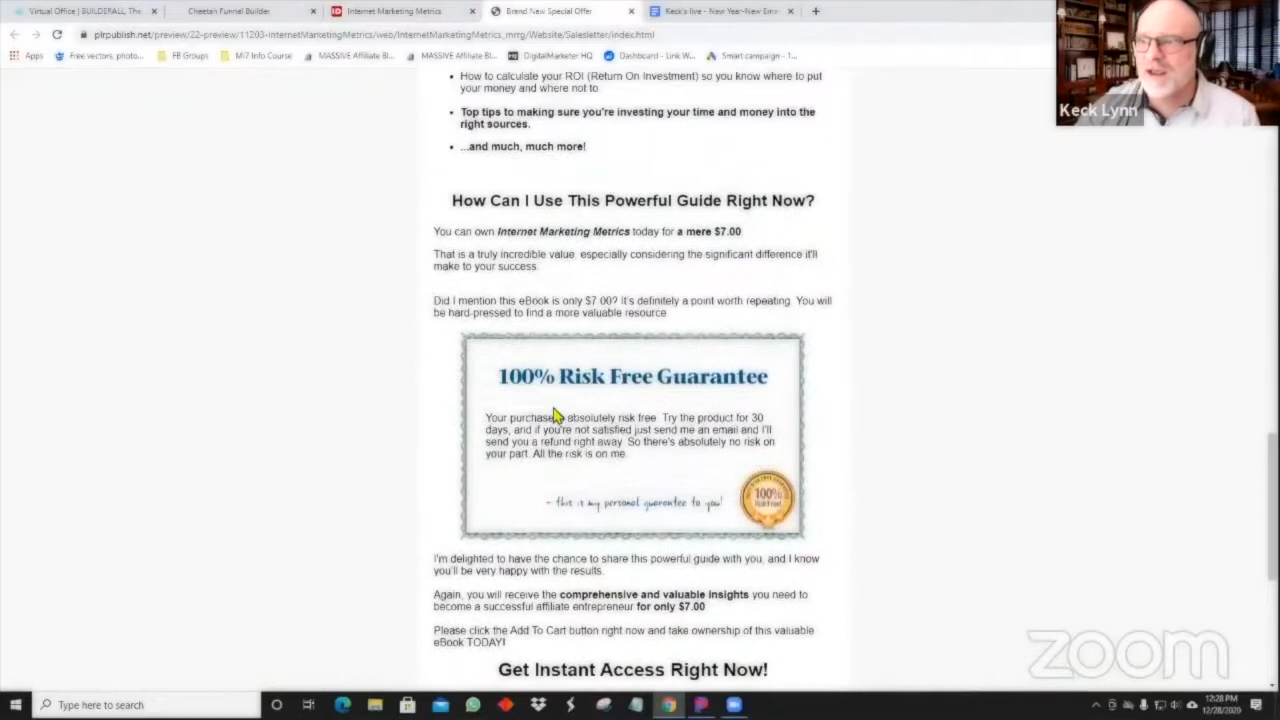 Virtual Office | BUILDERALL, The
Cheetah Funnel Builder
Internet Marketing Metrics
Brand New Special Offer
Keck's live - New Year~New Em
plrpublish.net/preview/22-preview/11203-InternetMarketingMetrics/web/InternetMarketingMetrics_mrrg/Website/Salesletter/index.html
Apps
Free vectors, photo...
FB Groups
Mi7 Info Course
MASSIVE Affiliate Bl...
MASSIVE Affiliate Bl...
DigitalMarketer HQ
Dashboard - Link W...
Smart campaign - 1...
Keck Lynn
How to calculate your ROI (Return On Investment) so you know where to put
your money and where not to
Top tips to making sure you're investing your time and money into the
right sources.
...and much, much more!
How Can I Use This Powerful Guide Right Now?
You can own Internet Marketing Metrics today for a mere $7.00
That is a truly incredible value, especially considering the significant difference it'll
make to your success.
Did I mention this eBook is only $7.00? It's definitely a point worth repeating. You will
be hard-pressed to find a more valuable resource
100% Risk Free Guarantee
Your purchase absolutely risk free. Try the product for 30
days, and if you're not satisfied just send me an email and I'll
send you a refund right away. So there's absolutely no risk on
your part. All the risk is on me.
- this is my personal guarantee to you!
100%
I'm delighted to have the chance to share this powerful guide with you, and I know
you'll be very happy with the results.
Again, you will receive the comprehensive and valuable insights you need to
become a successful affiliate entrepreneur for only $7.00
Please click the Add To Cart button right now and take ownership of this valuable
eBook TODAY!
Get Instant Access Right Now!
zoom
Type here to search
12:28 PM
12/28/2020